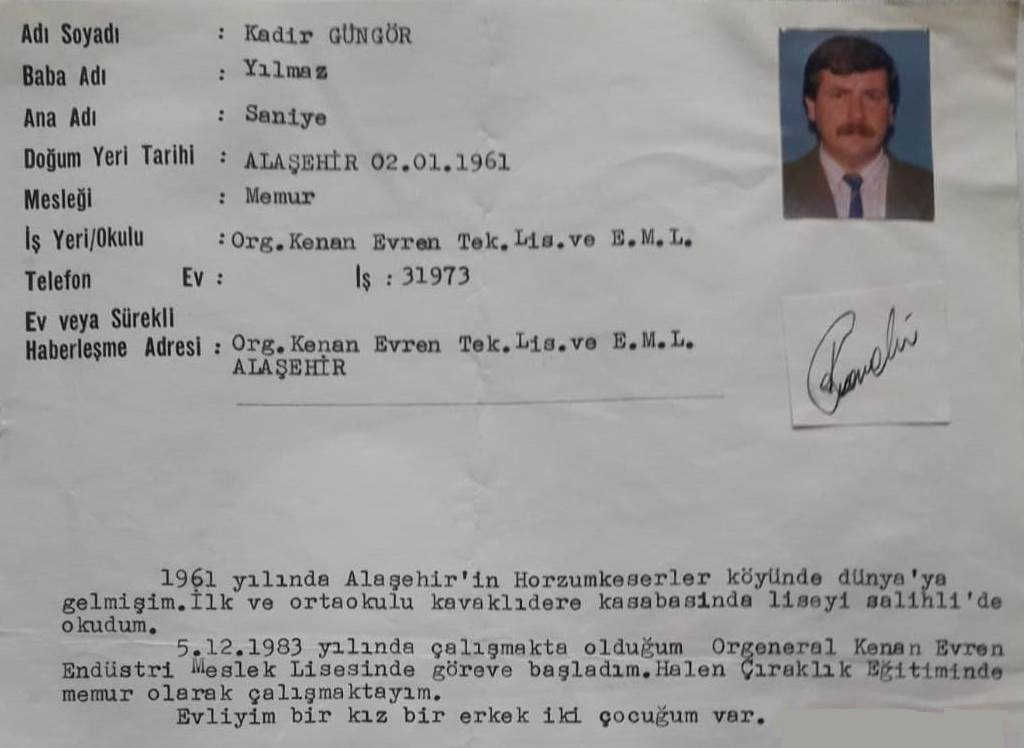 Adı Soyadı : Kadir GÜNGÖR
Baba Adı : Yılmaz
Ana Adı : Saniye
Doğum Yeri Tarihi : ALAŞEHİR 02.01.1961
Mesleği : Memur
İş Yeri/Okulu : Org.Kenan Evren Tek.Lis.ve E.M.L.
Telefon Ev : İş : 31973
Ev veya Sürekli
Haberleşme Adresi : Org.Kenan Evren Tek.Lis.ve E.M.L.
ALAŞEHİR
1961 yılında Alaşehir'in Horzumkeserler köyünde dünya'ya
gelmişim.İlk ve ortaokulu kavaklıdere kasabasında liseyi salihli'de
okudum.
5.12.1983 yılında çalışmakta olduğum Orgeneral Kenan Evren
Endüstri Meslek Lisesinde göreve başladım.Halen Çıraklık Eğitiminde
memur olarak çalışmaktayım.
Evliyim bir kız bir erkek iki çocuğum var.